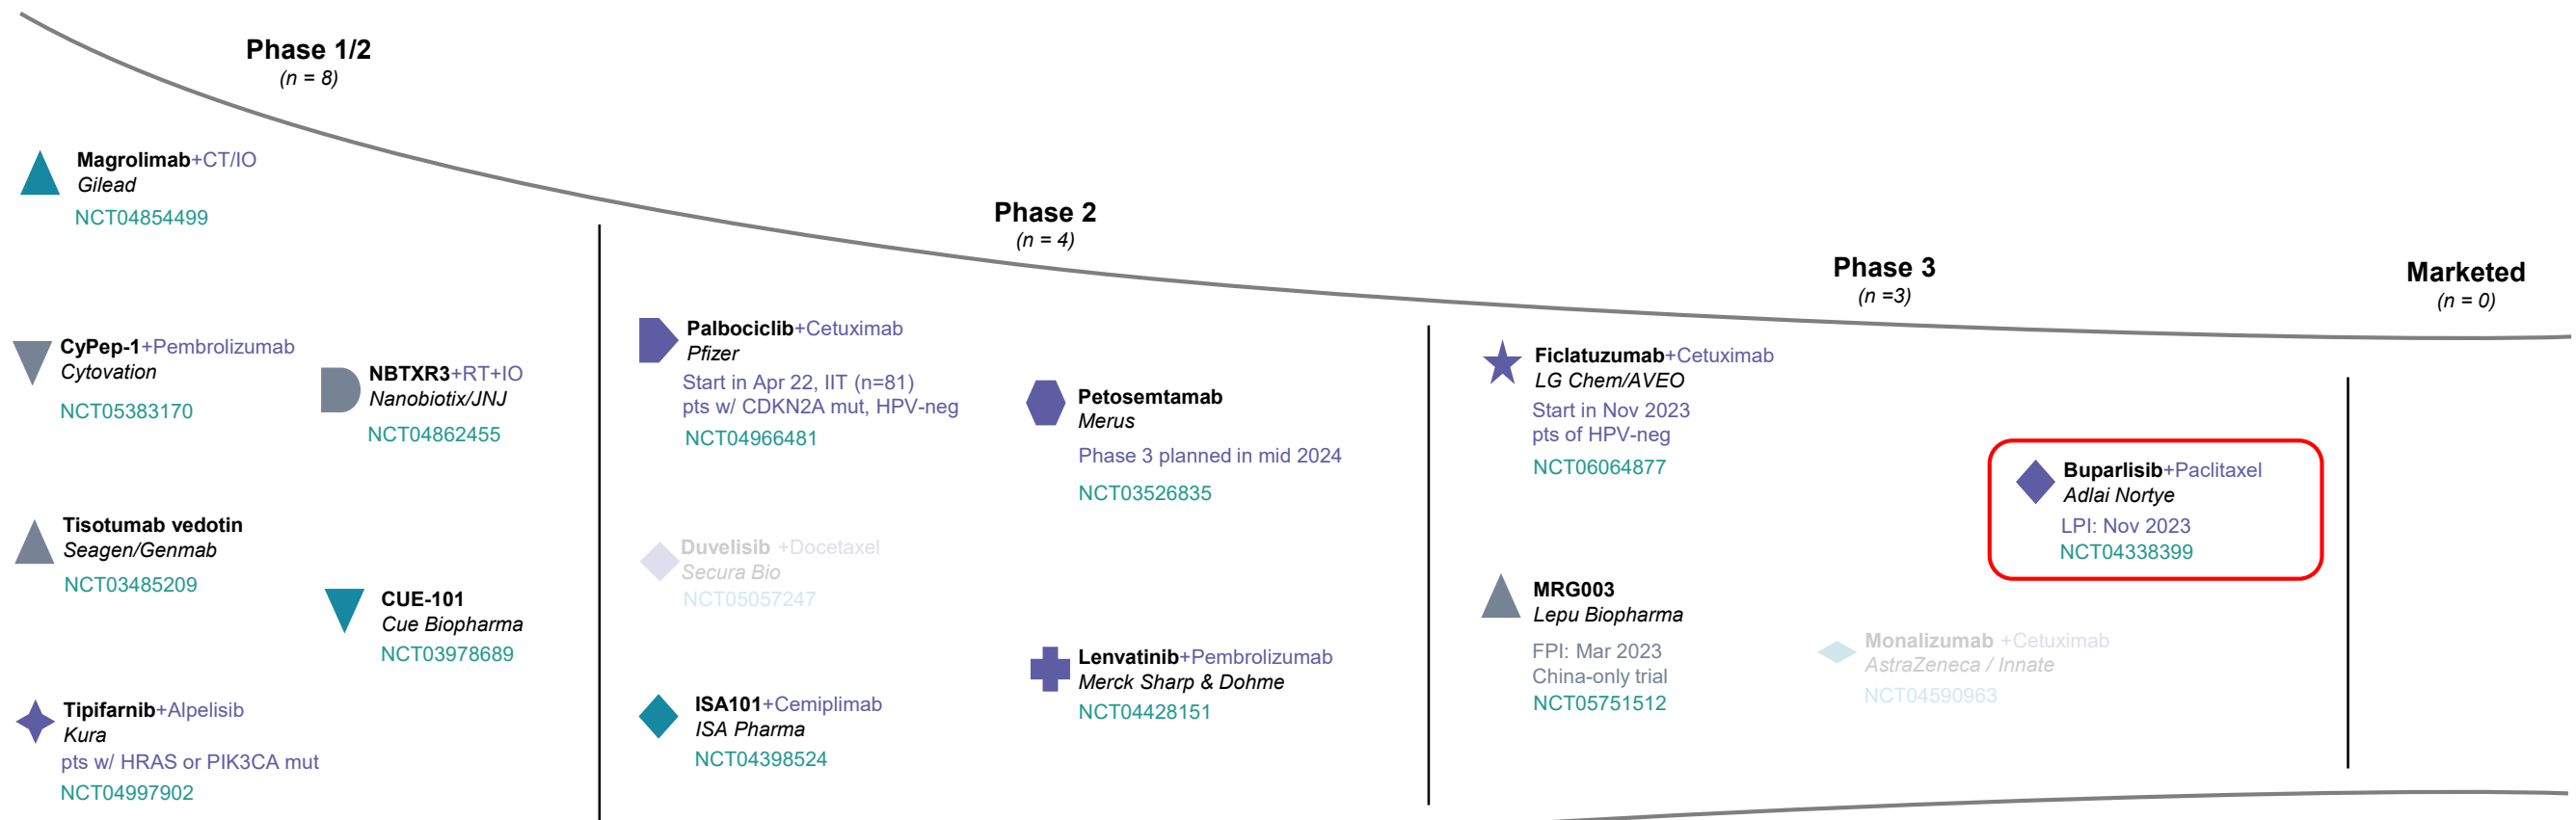 Phase 1/2
(n = 8)
Magrolimab+CT/IO
Gilead
NCT04854499
CyPep-1+Pembrolizumab
Cytovation
NCT05383170
NBTXR3+RT+IO
Nanobiotix/JNJ
NCT04862455
Tisotumab vedotin
Seagen/Genmab
NCT03485209
CUE-101
Cue Biopharma
NCT03978689
Tipifarnib+Alpelisib
Kura
pts w/ HRAS or PIK3CA mut
NCT04997902
Phase 2
(n = 4)
Palbociclib+Cetuximab
Pfizer
Start in Apr 22, IIT (n=81)
pts w/ CDKN2A mut, HPV-neg
NCT04966481
Petosemtamab
Merus
Phase 3 planned in mid 2024
NCT03526835
Duvelisib +Docetaxel
Secura Bio
NCT05057247
Lenvatinib+Pembrolizumab
Merck Sharp & Dohme
NCT04428151
ISA101+Cemiplimab
ISA Pharma
NCT04398524
Phase 3
(n =3)
Ficlatuzumab+Cetuximab
LG Chem/AVEO
Start in Nov 2023
pts of HPV-neg
NCT06064877
Buparlisib+Paclitaxel
Adlai Nortye
LPI: Nov 2023
NCT04338399
MRG003
Lepu Biopharma
FPI: Mar 2023
China-only trial
NCT05751512
Monalizumab +Cetuximab
AstraZeneca / Innate
NCT04590963
Marketed
(n = 0)